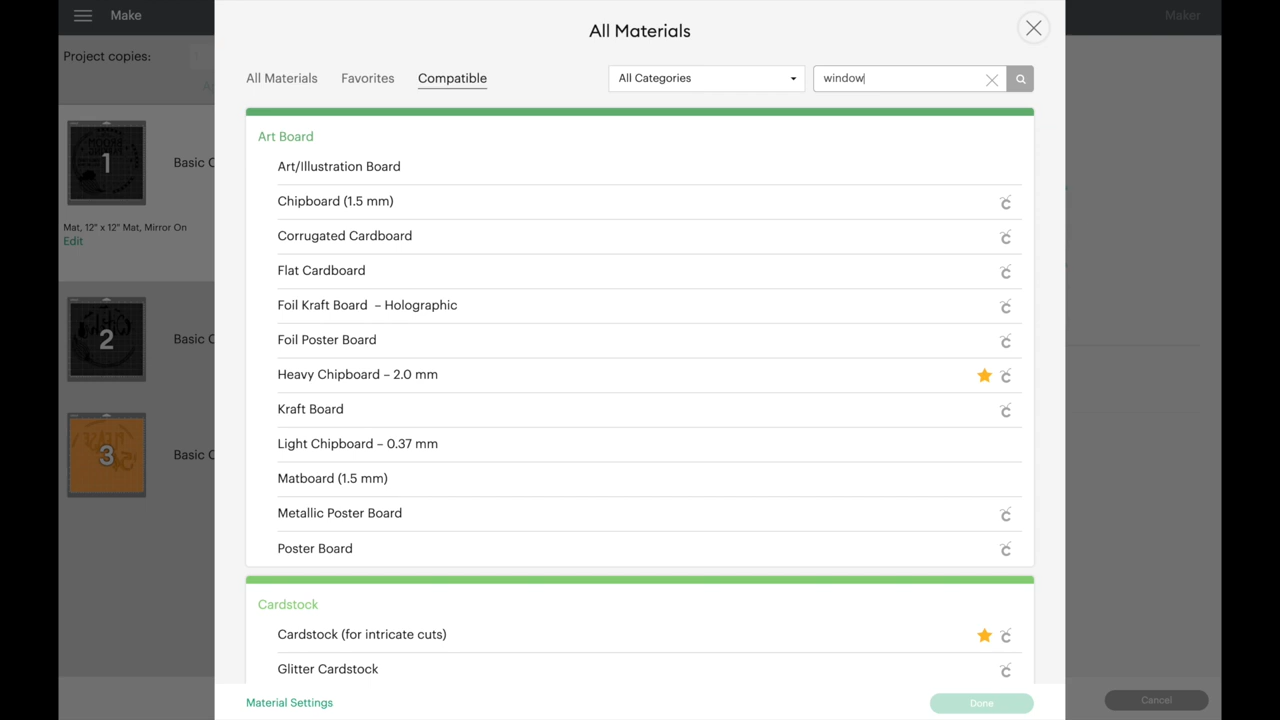 Make
All Materials
Maker
Project copies:
All Materials
Favorites
Compatible
All Categories
window
Art Board
Art/Illustration Board
Chipboard (1.5 mm)
Corrugated Cardboard
Flat Cardboard
Foil Kraft Board – Holographic
Foil Poster Board
Heavy Chipboard – 2.0 mm
Kraft Board
Light Chipboard – 0.37 mm
Matboard (1.5 mm)
Metallic Poster Board
Poster Board
Cardstock
Cardstock (for intricate cuts)
Glitter Cardstock
1
Basic C
Mat, 12" x 12" Mat, Mirror On
Edit
2
Basic C
3
Basic C
Material Settings
Done
Cancel